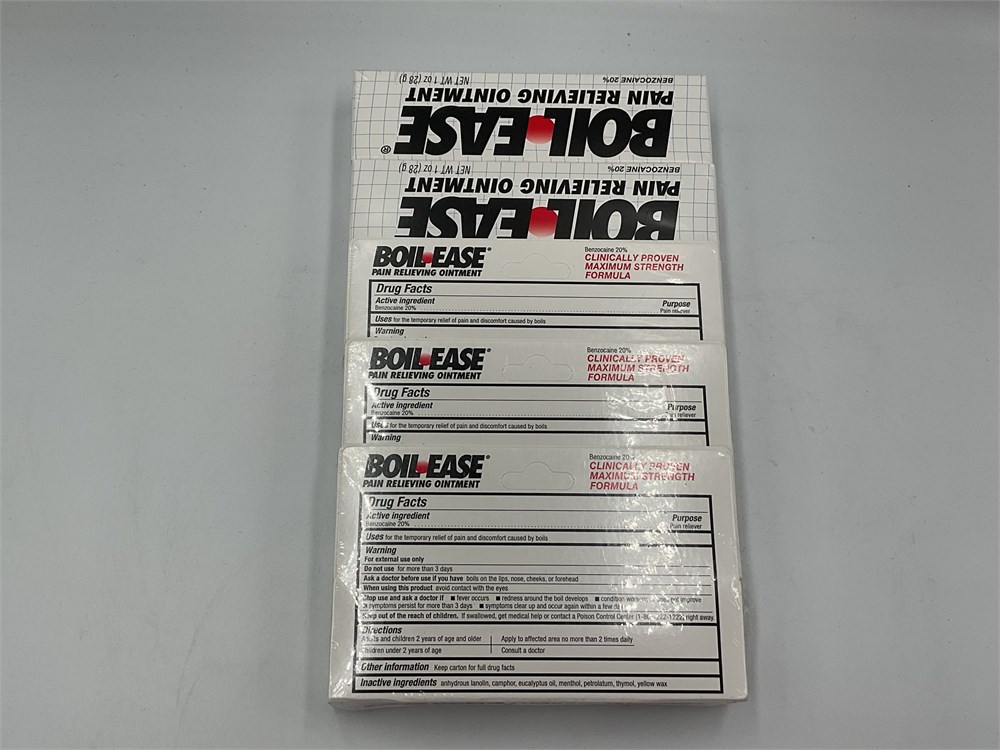 NET WT 1 oz (28 g)
BENZOCAINE 20%
PAIN RELIEVING OINTMENT
BOIL•EASE®
NET WT 1 oz (28 g)
BENZOCAINE 20%
PAIN RELIEVING OINTMENT
BOIL•EASE
BOIL•EASE®
PAIN RELIEVING OINTMENT
Benzocaine 20%
CLINICALLY PROVEN
MAXIMUM STRENGTH
FORMULA
Drug Facts
Active ingredient Purpose
Benzocaine 20% Pain reliever
Uses for the temporary relief of pain and discomfort caused by boils
Warning
BOIL•EASE®
PAIN RELIEVING OINTMENT
Benzocaine 20%
CLINICALLY PROVEN
MAXIMUM STRENGTH
FORMULA
Drug Facts
Active ingredient Purpose
Benzocaine 20% Pain reliever
Uses for the temporary relief of pain and discomfort caused by boils
Warning
BOIL•EASE®
PAIN RELIEVING OINTMENT
Benzocaine 20%
CLINICALLY PROVEN
MAXIMUM STRENGTH
FORMULA
Drug Facts
Active ingredient Purpose
Benzocaine 20% Pain reliever
Uses for the temporary relief of pain and discomfort caused by boils
Warning
For external use only
Do not use for more than 3 days
Ask a doctor before use if you have boils on the lips, nose, cheeks, or forehead
When using this product avoid contact with the eyes
Stop use and ask a doctor if ■ fever occurs ■ redness around the boil develops ■ condition not improve
■ symptoms persist for more than 3 days ■ symptoms clear up and occur again within a few
Keep out of the reach of children. If swallowed, get medical help or contact a Poison Control Center right away.
Directions
Adults and children 2 years of age and older Apply to affected area no more than 2 times daily
Children under 2 years of age Consult a doctor
Other information Keep carton for full drug facts
Inactive ingredients anhydrous lanolin, camphor, eucalyptus oil, menthol, petrolatum, thymol, yellow wax